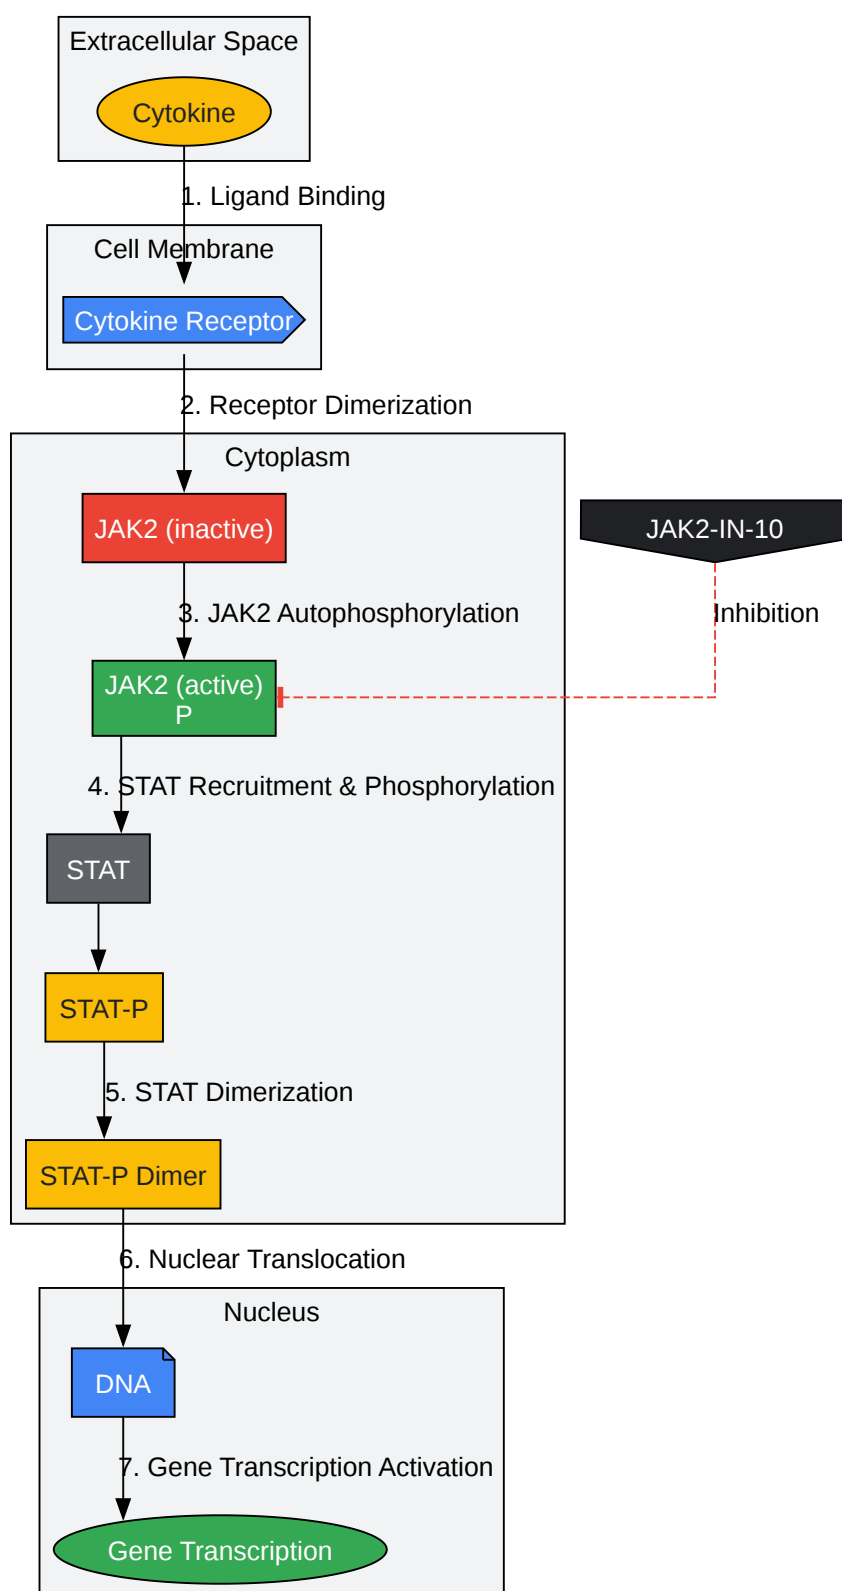 Extracellular Space
Cytokine
1. Ligand Binding
Cell Membrane
Cytokine Receptor
2. Receptor Dimerization
Cytoplasm
JAK2 (inactive)
JAK2-IN-10
3. JAK2 Autophosphorylation
Inhibition
JAK2 (active)
P
4. STAT Recruitment & Phosphorylation
STAT
STAT-P
5. STAT Dimerization
STAT-P Dimer
6. Nuclear Translocation
Nucleus
DNA
7. Gene Transcription Activation
Gene Transcription